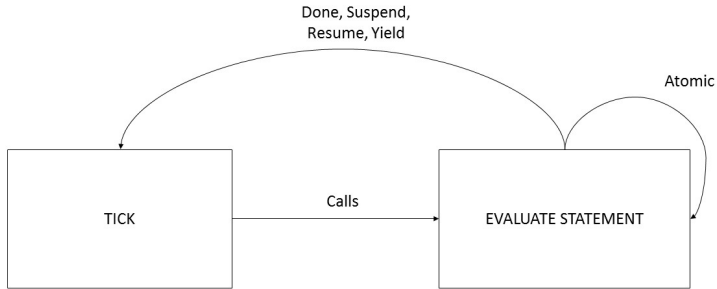 Done, Suspend,
Resume, Yield
Atomic
Calls
TICK
EVALUATE STATEMENT